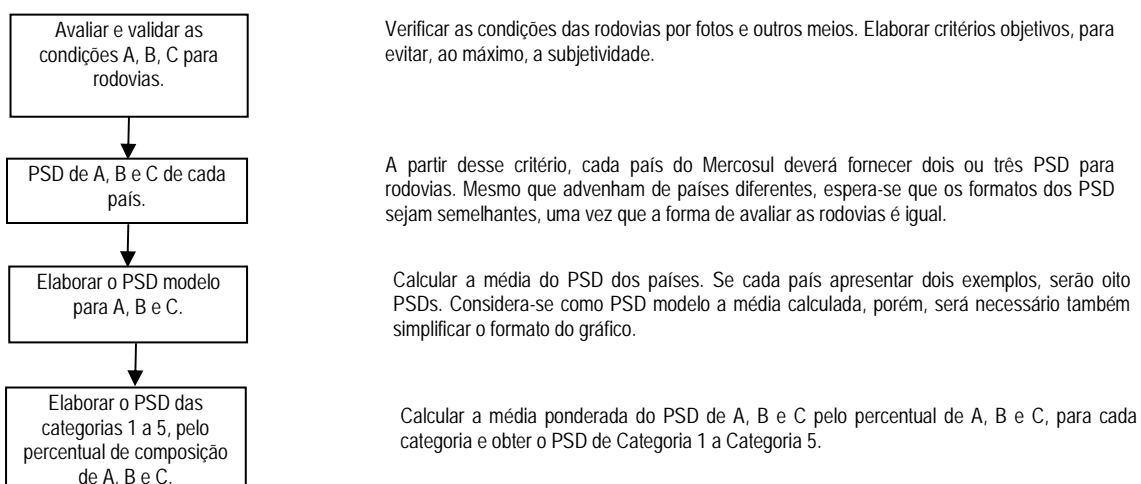 Avaliar e validar as
condições A, B, C para
rodovias.
Verificar as condições das rodovias por fotos e outros meios. Elaborar critérios objetivos, para
evitar, ao máximo, a subjetividade.
PSD de A, B e C de cada
país.
A partir desse critério, cada país do Mercosul deverá fornecer dois ou três PSD para
rodovias. Mesmo que advenham de países diferentes, espera-se que os formatos dos PSD
sejam semelhantes, uma vez que a forma de avaliar as rodovias é igual.
Elaborar o PSD modelo
para A, B e C.
Calcular a média do PSD dos países. Se cada país apresentar dois exemplos, serão oito
PSDs. Considera-se como PSD modelo a média calculada, porém, será necessário também
simplificar o formato do gráfico.
Elaborar o PSD das
categorias 1 a 5, pelo
percentual de composição
de A, B e C.
Calcular a média ponderada do PSD de A, B e C pelo percentual de A, B e C, para cada
categoria e obter o PSD de Categoria 1 a Categoria 5.